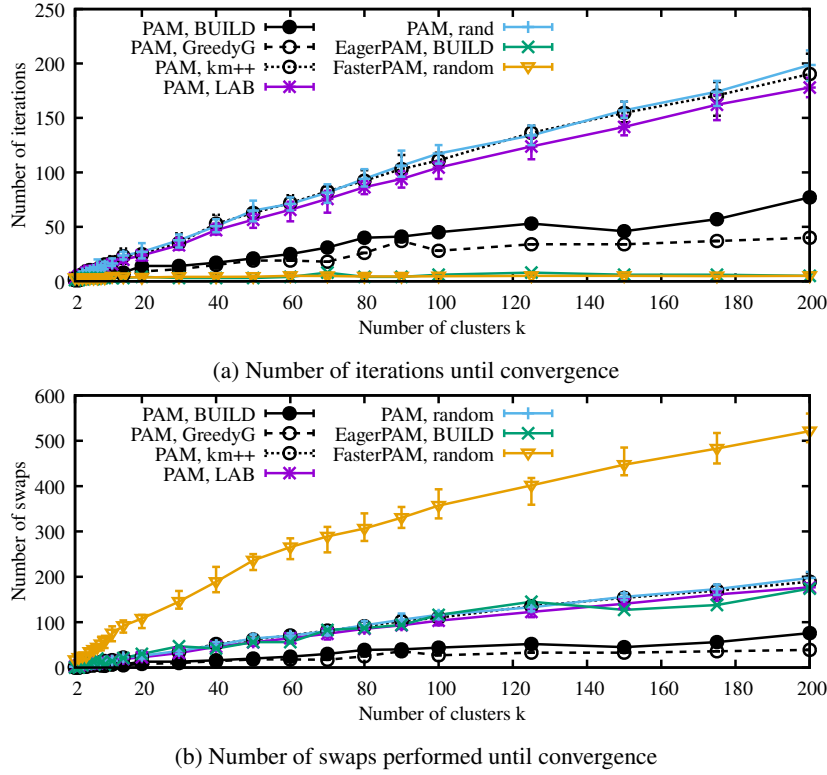 250
200
150
100
50
0
Number of iterations
PAM, BUILD
PAM, GreedyG
PAM, km++
PAM, LAB
PAM, rand
EagerPAM, BUILD
FasterPAM, random
2 20 40 60 80 100 120 140 160 180 200
Number of clusters k
(a) Number of iterations until convergence
600
500
400
300
200
100
0
Number of swaps
PAM, BUILD
PAM, GreedyG
PAM, km++
PAM, LAB
PAM, random
EagerPAM, BUILD
FasterPAM, random
2 20 40 60 80 100 120 140 160 180 200
Number of clusters k
(b) Number of swaps performed until convergence